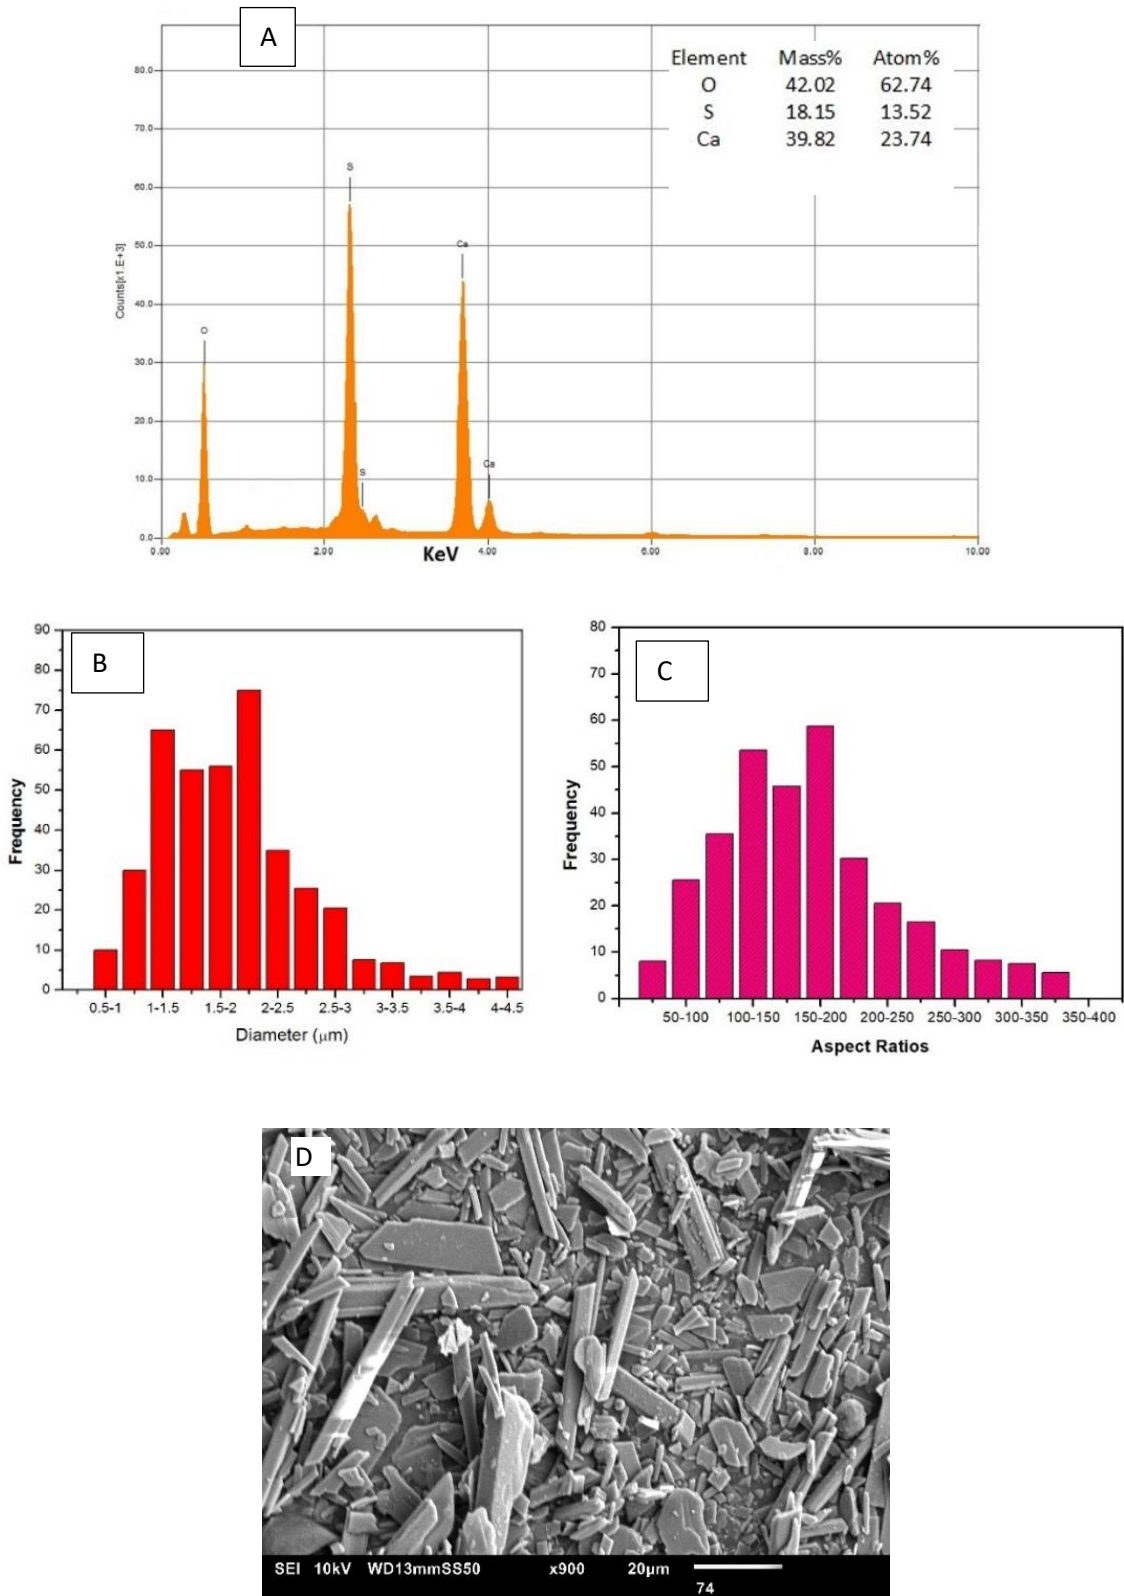 A
Element Mass% Atom%
O 42.02 62.74
S 18.15 13.52
Ca 39.82 23.74
80.0
70.0
60.0
50.0
40.0
30.0
20.0
10.0
0.0
Counts[x1.E+3]
O
S
S
Ca
Ca
0.00 2.00 4.00 6.00 8.00 10.00
KeV
B
90
80
70
60
50
40
30
20
10
0
Frequency
0.5-1 1-1.5 1.5-2 2-2.5 2.5-3 3-3.5 3.5-4 4-4.5
Diameter (μm)
C
80
70
60
50
40
30
20
10
0
Frequency
50-100 100-150 150-200 200-250 250-300 300-350 350-400
Aspect Ratios
D
SEI 10kV WD13mmSS50 x900 20μm
74